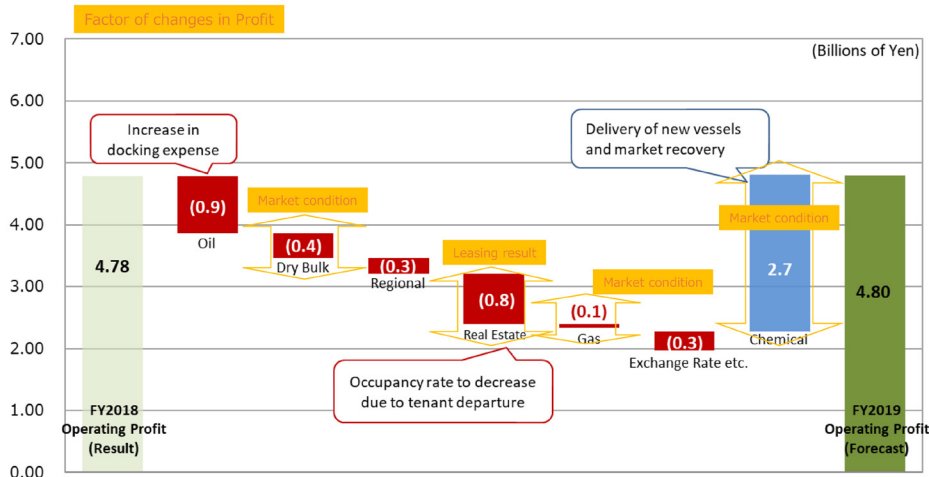 Factor of changes in Profit
(Billions of Yen)
7.00
6.00
5.00
4.00
3.00
2.00
1.00
0.00
Increase in
docking expense
Delivery of new vessels
and market recovery
4.78
FY2018
Operating Profit
(Result)
(0.9)
Oil
Market condition
(0.4)
Dry Bulk
(0.3)
Regional
Leasing result
(0.8)
Real Estate
Occupancy rate to decrease
due to tenant departure
Market condition
(0.1)
Gas
(0.3)
Exchange Rate etc.
Market condition
2.7
Chemical
4.80
FY2019
Operating Profit
(Forecast)